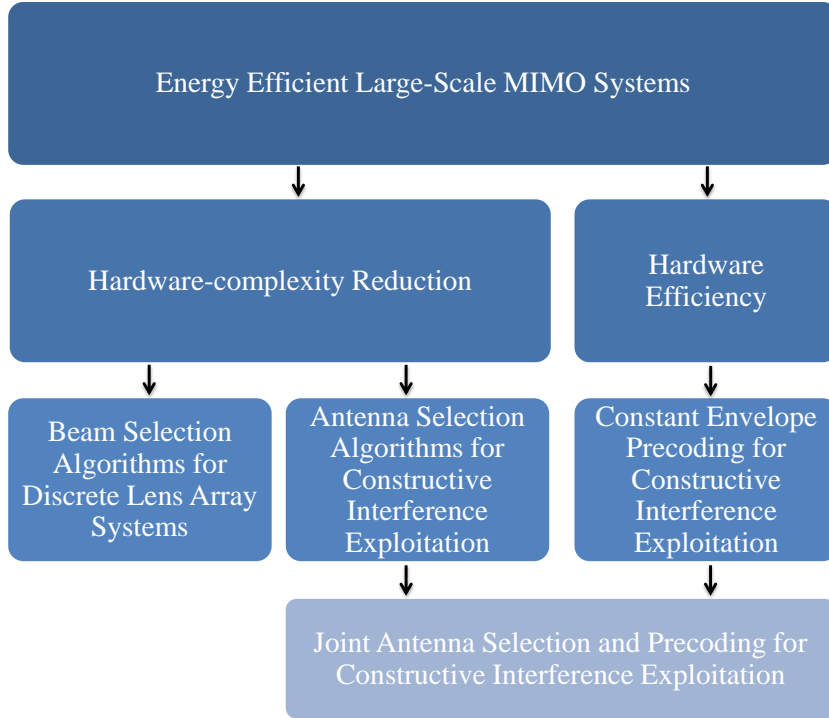 Energy Efficient Large-Scale MIMO Systems
Hardware-complexity Reduction
Hardware
Efficiency
Beam Selection
Algorithms for
Discrete Lens Array
Systems
Antenna Selection
Algorithms for
Constructive
Interference
Exploitation
Constant Envelope
Precoding for
Constructive
Interference
Exploitation
Joint Antenna Selection and Precoding for
Constructive Interference Exploitation